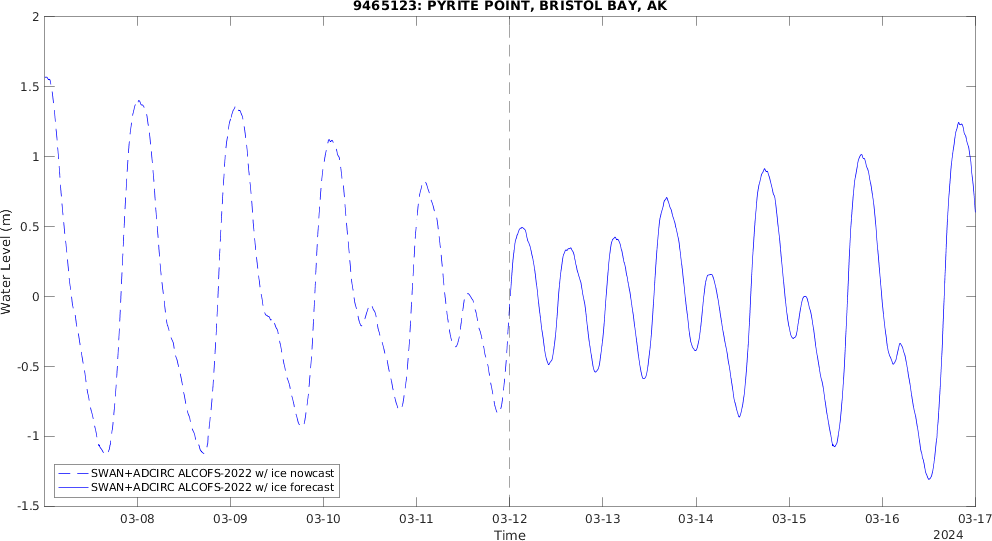 9465123: PYRITE POINT, BRISTOL BAY, AK
Water Level (m)
2
1.5
1
0.5
0
-0.5
-1
-1.5
SWAN+ADCIRC ALCOFS-2022 w/ ice nowcast
SWAN+ADCIRC ALCOFS-2022 w/ ice forecast
03-08 03-09 03-10 03-11 03-12 03-13 03-14 03-15 03-16 03-17
Time
2024